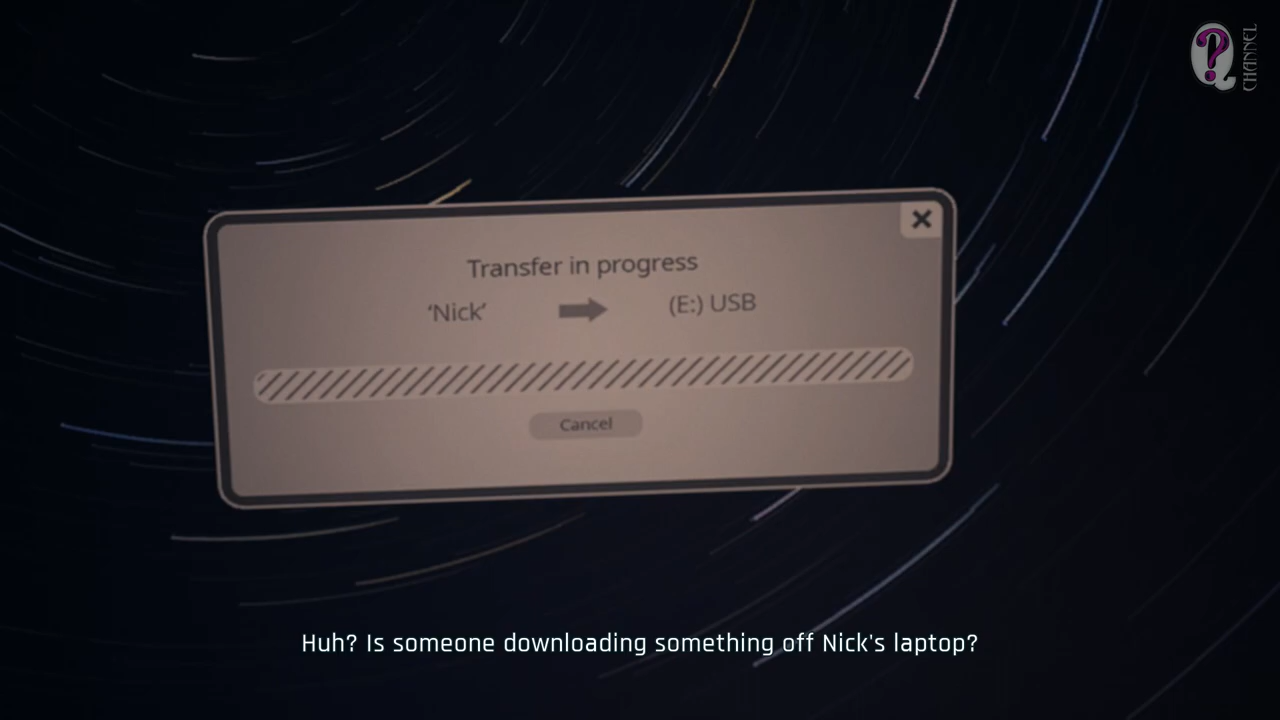 Q CHANNEL
Transfer in progress
‘Nick’ (E:) USB
Cancel
Huh? Is someone downloading something off Nick's laptop?